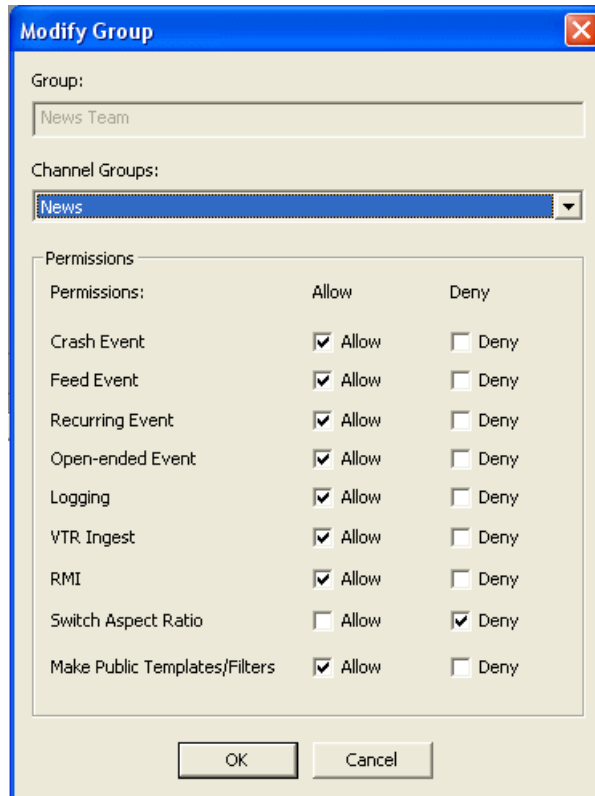 Modify Group
Group:
News Team
Channel Groups:
News
Permissions
Permissions: Allow Deny
Crash Event Allow Deny
Feed Event Allow Deny
Recurring Event Allow Deny
Open-ended Event Allow Deny
Logging Allow Deny
VTR Ingest Allow Deny
RMI Allow Deny
Switch Aspect Ratio Allow Deny
Make Public Templates/Filters Allow Deny
OK Cancel